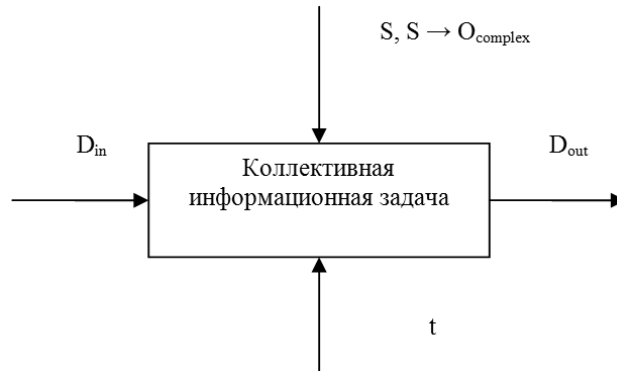 S, S → O_complex
D_in
D_out
Коллективная
информационная задача
t